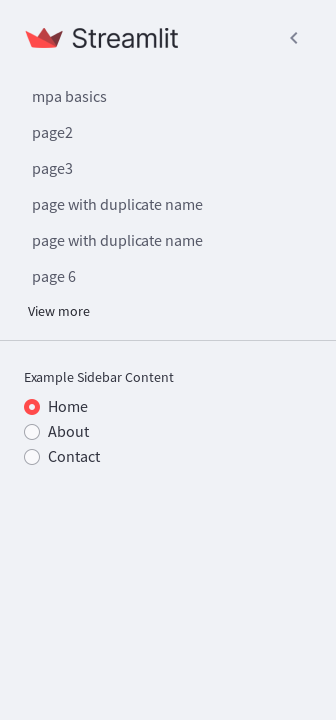 Streamlit
mpa basics
page2
page3
page with duplicate name
page with duplicate name
page 6
View more
Example Sidebar Content
Home
About
Contact